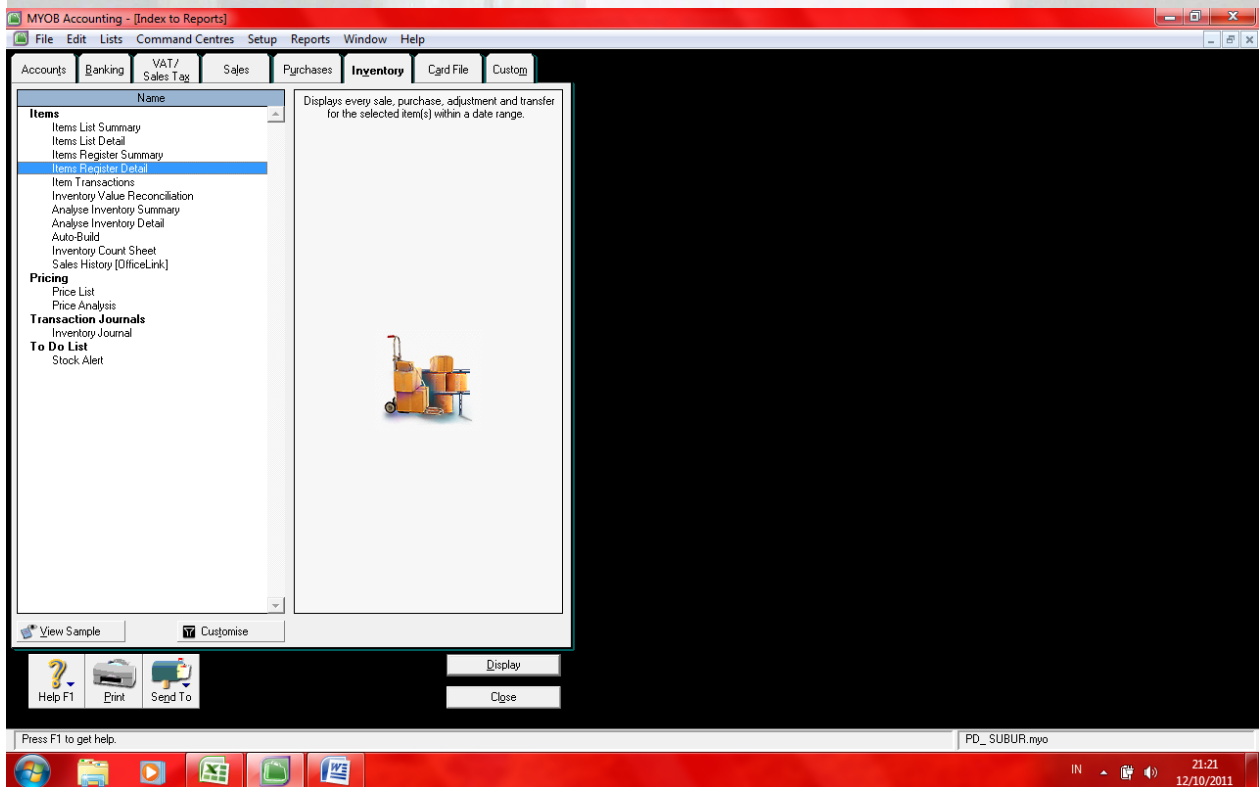 MYOB Accounting - [Index to Reports]
File Edit Lists Command Centres Setup Reports Window Help
Accounts Banking VAT/ Sales Tax Sales Purchases Inventory Card File Custom
Name
Items
Items List Summary
Items List Detail
Items Register Summary
Items Register Detail
Item Transactions
Inventory Value Reconciliation
Analyse Inventory Summary
Analyse Inventory Detail
Auto-Build
Inventory Count Sheet
Sales History [OfficeLink]
Pricing
Price List
Price Analysis
Transaction Journals
Inventory Journal
To Do List
Stock Alert
Displays every sale, purchase, adjustment and transfer
for the selected item(s) within a date range.
View Sample Customise
Display
Help F1 Print Send To
Close
Press F1 to get help.
PD_ SUBUR.myo
IN
21:21
12/10/2011